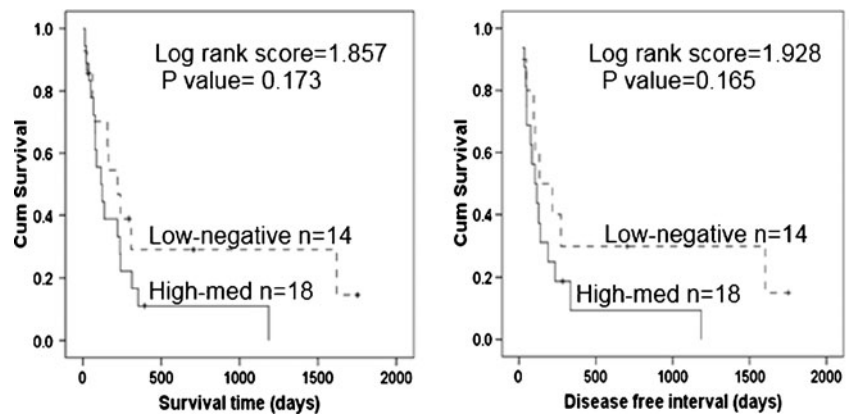 1.0
0.8
0.6
0.4
0.2
0.0
Cum Survival
Log rank score=1.857
P value= 0.173
Low-negative n=14
High-med n=18
0
500
1000
1500
2000
Survival time (days)
1.0
0.8
0.6
0.4
0.2
0.0
Cum Survival
Log rank score=1.928
P value=0.165
Low-negative n=14
High-med n=18
0
500
1000
1500
2000
Disease free interval (days)